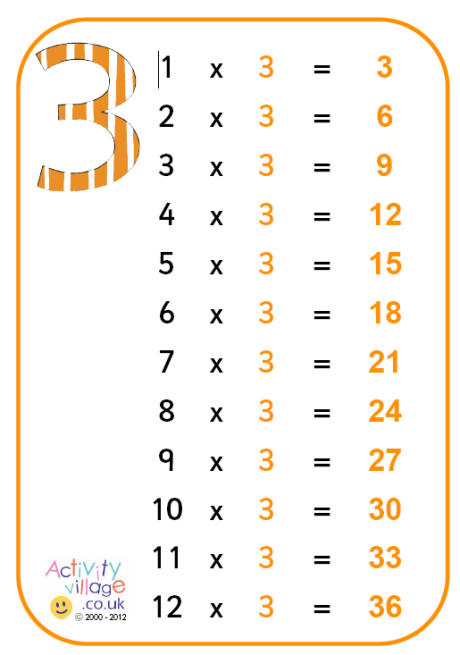 3
1 x 3 = 3
2 x 3 = 6
3 x 3 = 9
4 x 3 = 12
5 x 3 = 15
6 x 3 = 18
7 x 3 = 21
8 x 3 = 24
9 x 3 = 27
10 x 3 = 30
11 x 3 = 33
12 x 3 = 36
Activity
village
.co.uk
© 2000 - 2012